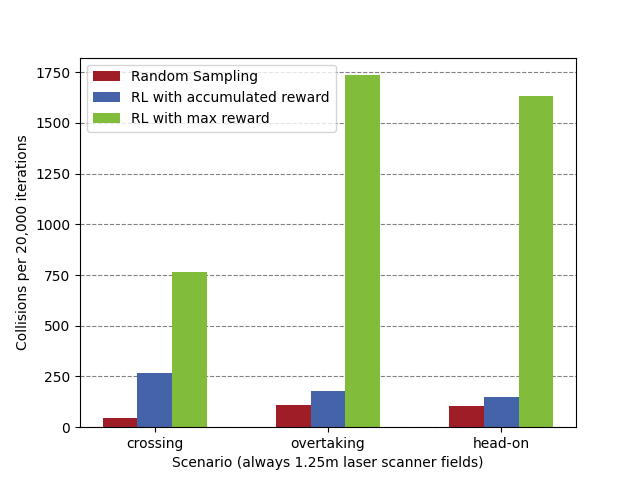 Random Sampling
RL with accumulated reward
RL with max reward
Collisions per 20,000 iterations
1750
1500
1250
1000
750
500
250
0
crossing overtaking head-on
Scenario (always 1.25m laser scanner fields)